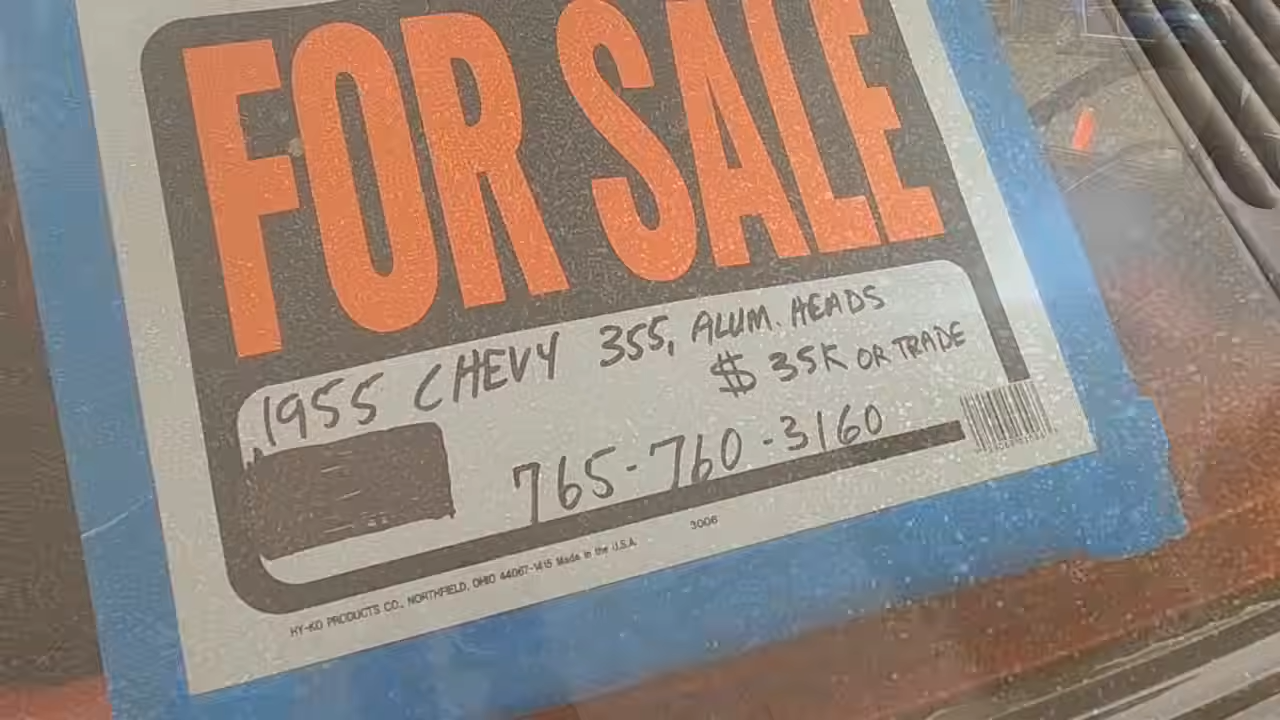 FOR SALE
1955 CHEVY 355, ALUM. HEADS
$ 35K OR TRADE
765-760-3160
HY-KO PRODUCTS CO., NORTHFIELD, OHIO 44067-1415 Made in the U.S.A.
3006